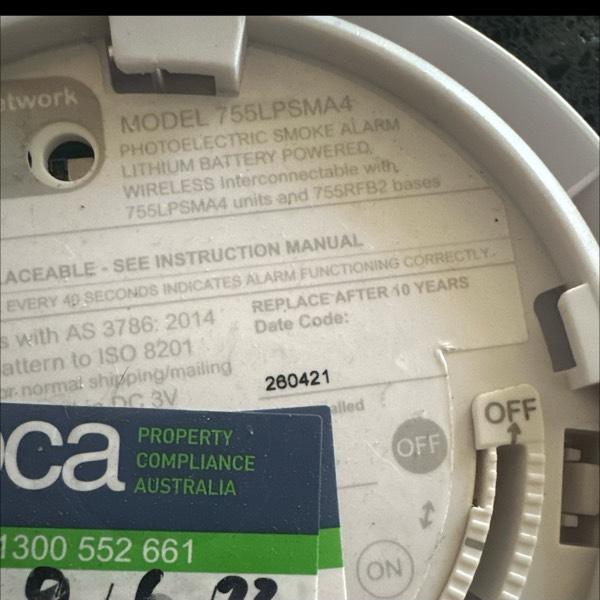 etwork
MODEL 755LPSMA4
PHOTOELECTRIC SMOKE ALARM
LITHIUM BATTERY POWERED,
WIRELESS Interconnectable with
755LPSMA4 units and 755RFB2 bases
LACEABLE - SEE INSTRUCTION MANUAL
EVERY 40 SECONDS INDICATES ALARM FUNCTIONING CORRECTLY.
s with AS 3786: 2014
attern to ISO 8201
or normal shipping/mailing
DC 3V
REPLACE AFTER 10 YEARS
Date Code:
260421
alled
OFF
OFF
ON
ca
PROPERTY
COMPLIANCE
AUSTRALIA
1300 552 661